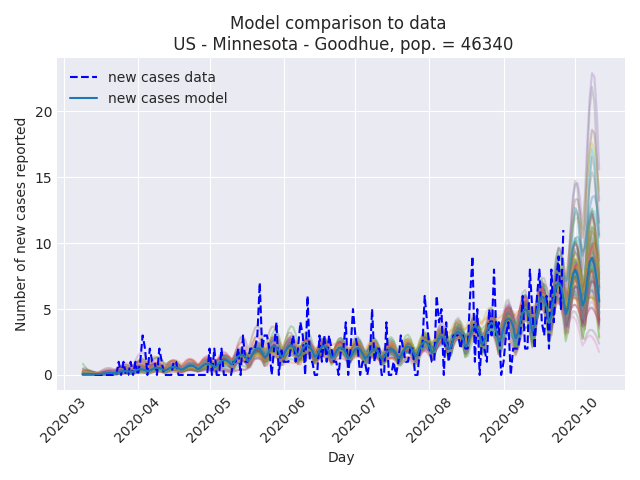 Model comparison to data
US - Minnesota - Goodhue, pop. = 46340
new cases data
new cases model
Number of new cases reported
20
15
10
5
0
2020-03
2020-04
2020-05
2020-06
2020-07
2020-08
2020-09
2020-10
Day